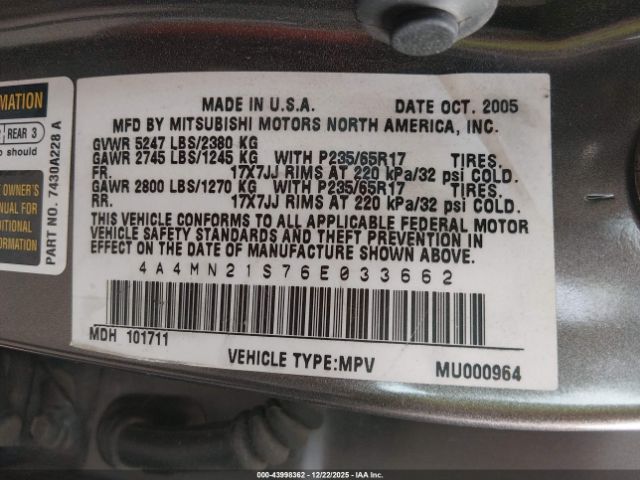 MADE IN U.S.A. DATE OCT. 2005
MFD BY MITSUBISHI MOTORS NORTH AMERICA, INC.
GVWR 5247 LBS/2380 KG
GAWR 2745 LBS/1245 KG WITH P235/65R17 TIRES.
FR. 17X7JJ RIMS AT 220 kPa/32 psi COLD.
GAWR 2800 LBS/1270 KG WITH P235/65R17 TIRES.
RR. 17X7JJ RIMS AT 220 kPa/32 psi COLD.
THIS VEHICLE CONFORMS TO ALL APPLICABLE FEDERAL MOTOR
VEHICLE SAFETY STANDARDS AND THEFT PREVENTION IN
EFFECT ON THE DATE OF MANUFACTURE SHOWN ABOVE.
4A4MN21S76E033662
MDH 101711
VEHICLE TYPE:MPV MU000964
MATION
2 REAR 3
o should
OWNER'S
NUAL FOR
DITIONAL
FORMATION
PART NO. 7430A228 A
000-43998362 - 12/22/2025 - IAA Inc.